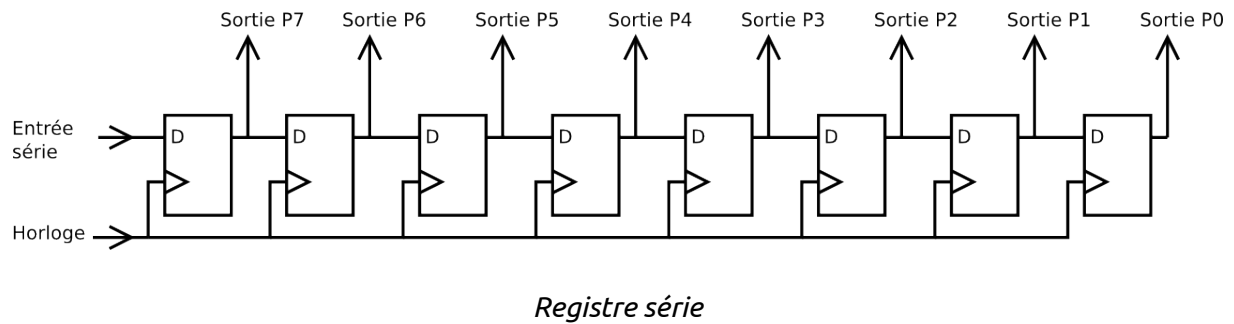 Sortie P7 Sortie P6 Sortie P5 Sortie P4 Sortie P3 Sortie P2 Sortie P1 Sortie P0
Entrée
série
D D D D D D D D
Horloge
Registre série